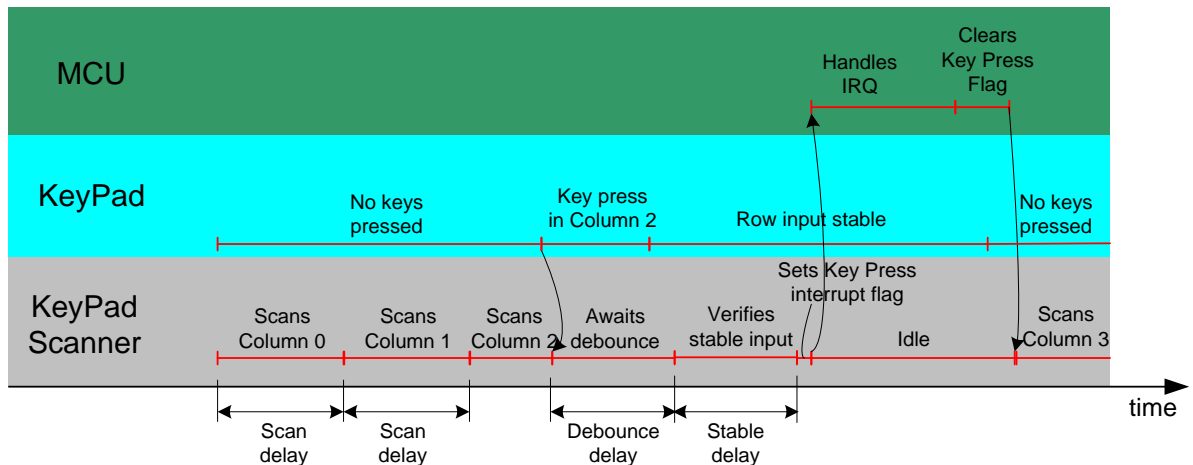 MCU
Handles
IRQ
Clears
Key Press
Flag
KeyPad
No keys
pressed
Key press
in Column 2
Row input stable
No keys
pressed
KeyPad
Scanner
Scans
Column 0
Scans
Column 1
Scans
Column 2
Awaits
debounce
Verifies
stable input
Sets Key Press
interrupt flag
Idle
Scans
Column 3
time
Scan
delay
Scan
delay
Debounce
delay
Stable
delay